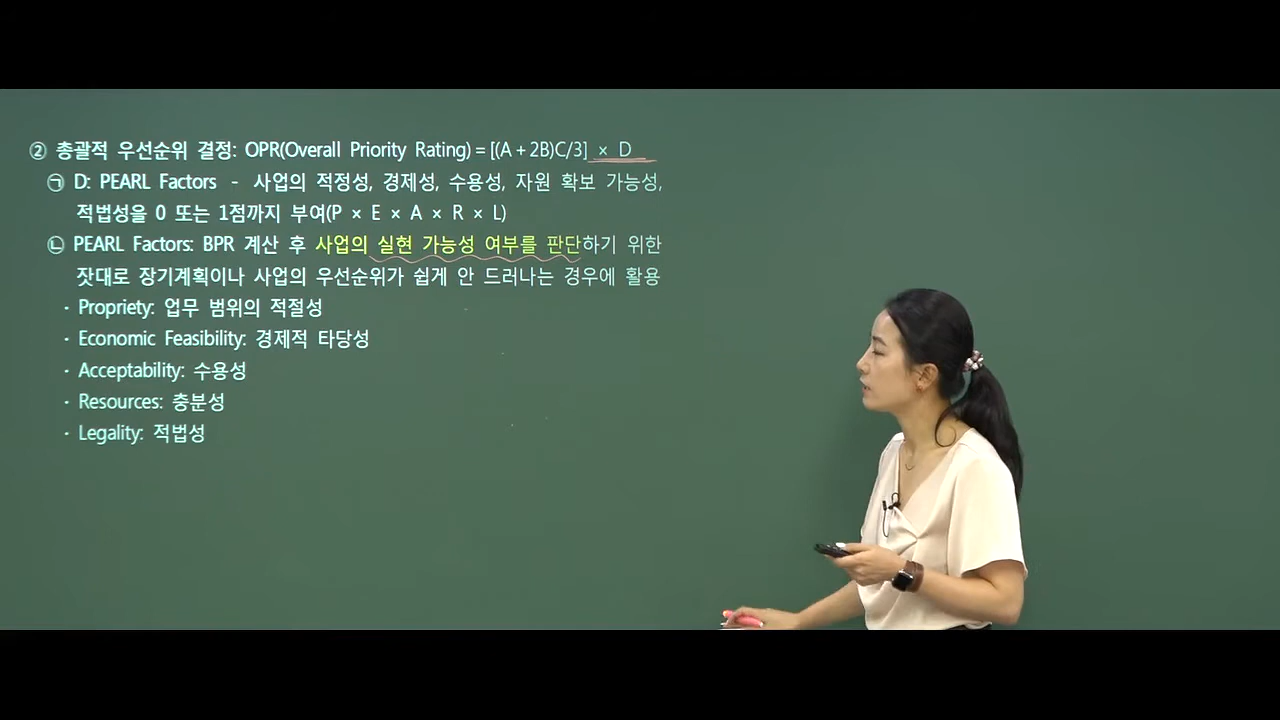 ② 총괄적 우선순위 결정: OPR(Overall Priority Rating) = [(A + 2B)C/3] × D
㉠ D: PEARL Factors - 사업의 적정성, 경제성, 수용성, 자원 확보 가능성,
적법성을 0 또는 1점까지 부여(P × E × A × R × L)
㉡ PEARL Factors: BPR 계산 후 사업의 실현 가능성 여부를 판단하기 위한
잣대로 장기계획이나 사업의 우선순위가 쉽게 안 드러나는 경우에 활용
· Propriety: 업무 범위의 적절성
· Economic Feasibility: 경제적 타당성
· Acceptability: 수용성
· Resources: 충분성
· Legality: 적법성